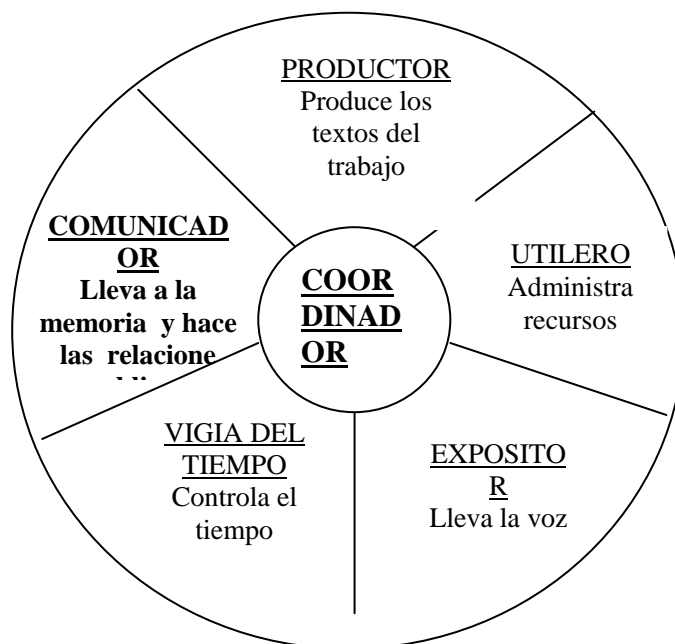 PRODUCTOR
Produce los
textos del
trabajo
COMUNICAD
OR
Lleva a la
memoria y hace
las relacione
COOR
DINAD
OR
UTILERO
Administra
recursos
VIGIA DEL
TIEMPO
Controla el
tiempo
EXPOSITO
R
Lleva la voz